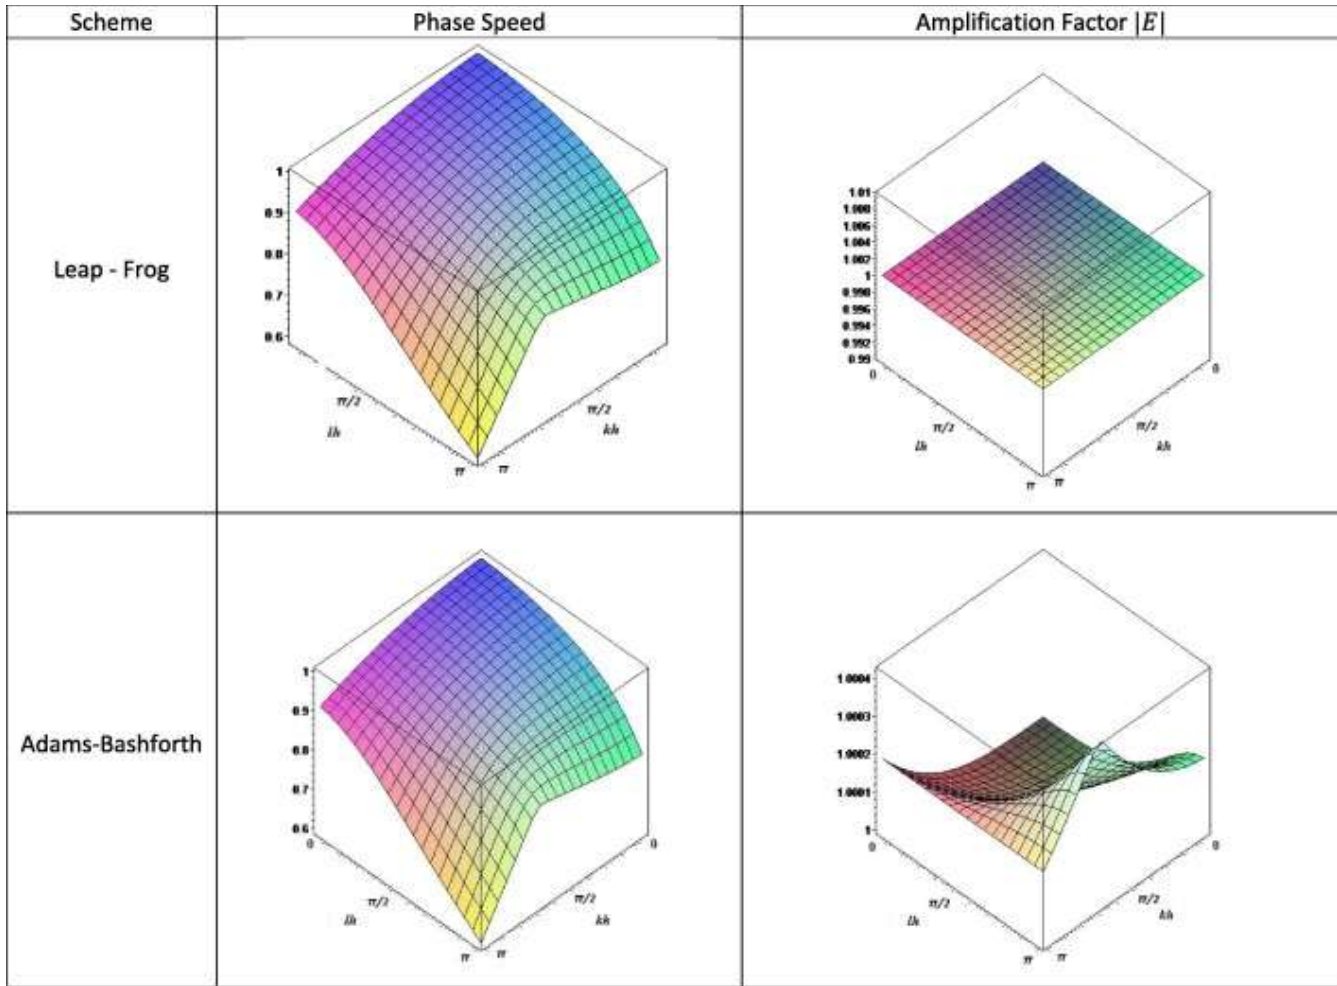 Scheme
Phase Speed
Amplification Factor |E|
Leap - Frog
1
0.9
0.8
0.7
0.6
π/2
lh
π
π
π/2
kh
1.01
1.008
1.006
1.004
1.002
1
0.998
0.996
0.994
0.992
0.99
0
π/2
lh
π
π
π/2
kh
0
Adams-Bashforth
1
0.9
0.8
0.7
0.6
0
π/2
lh
π
π
π/2
kh
0
1.0004
1.0003
1.0002
1.0001
1
0
π/2
lh
π
π
π/2
kh
0